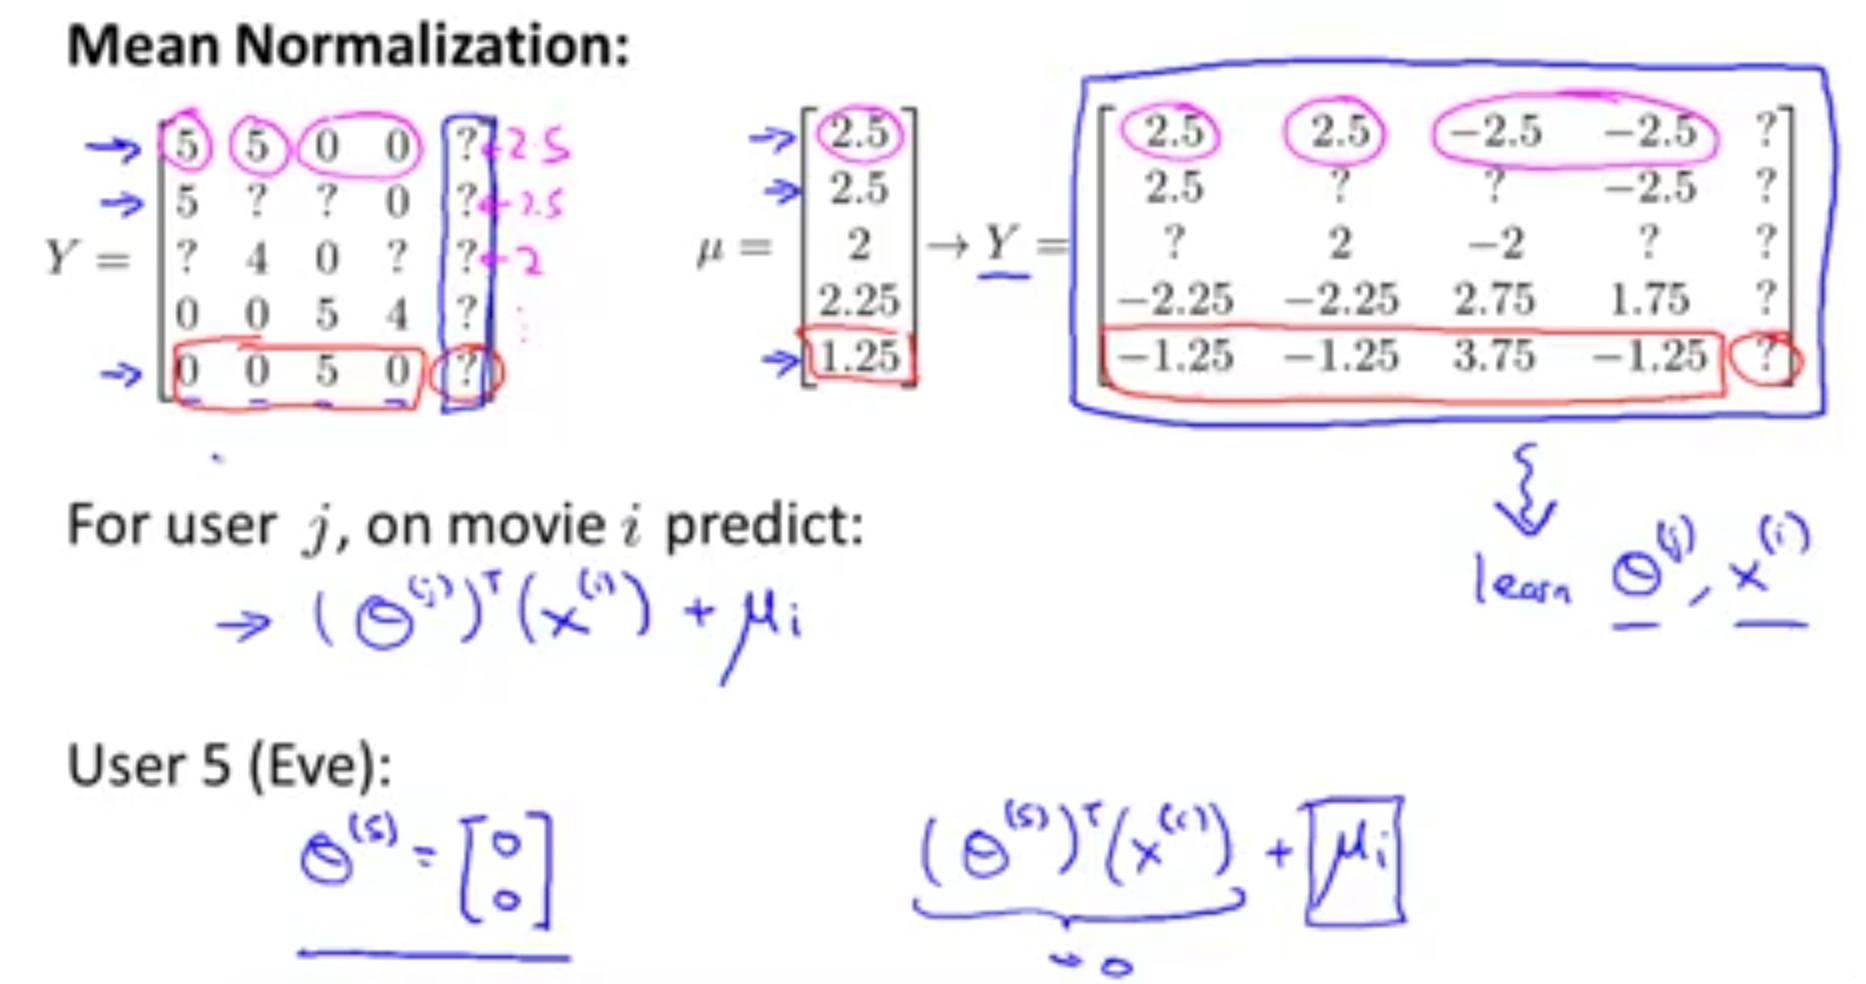 Mean Normalization:
5 5 0 0 ? 2.5
5 ? ? 0 ? 2.5
Y = ? 4 0 ? ? 2
0 0 5 4 ? ⋮
0 0 5 0 ?
2.5
2.5
μ = 2
2.25
1.25
→ Y =
2.5 2.5 −2.5 −2.5 ?
2.5 ? ? −2.5 ?
? 2 −2 ? ?
−2.25 −2.25 2.75 1.75 ?
−1.25 −1.25 3.75 −1.25 ?
learn Θ^(j), x^(i)
For user j, on movie i predict:
→ (Θ^(j))^T (x^(i)) + μi
User 5 (Eve):
Θ^(5) = [0 0]
(Θ^(5))^T (x^(i)) + μi
→ 0